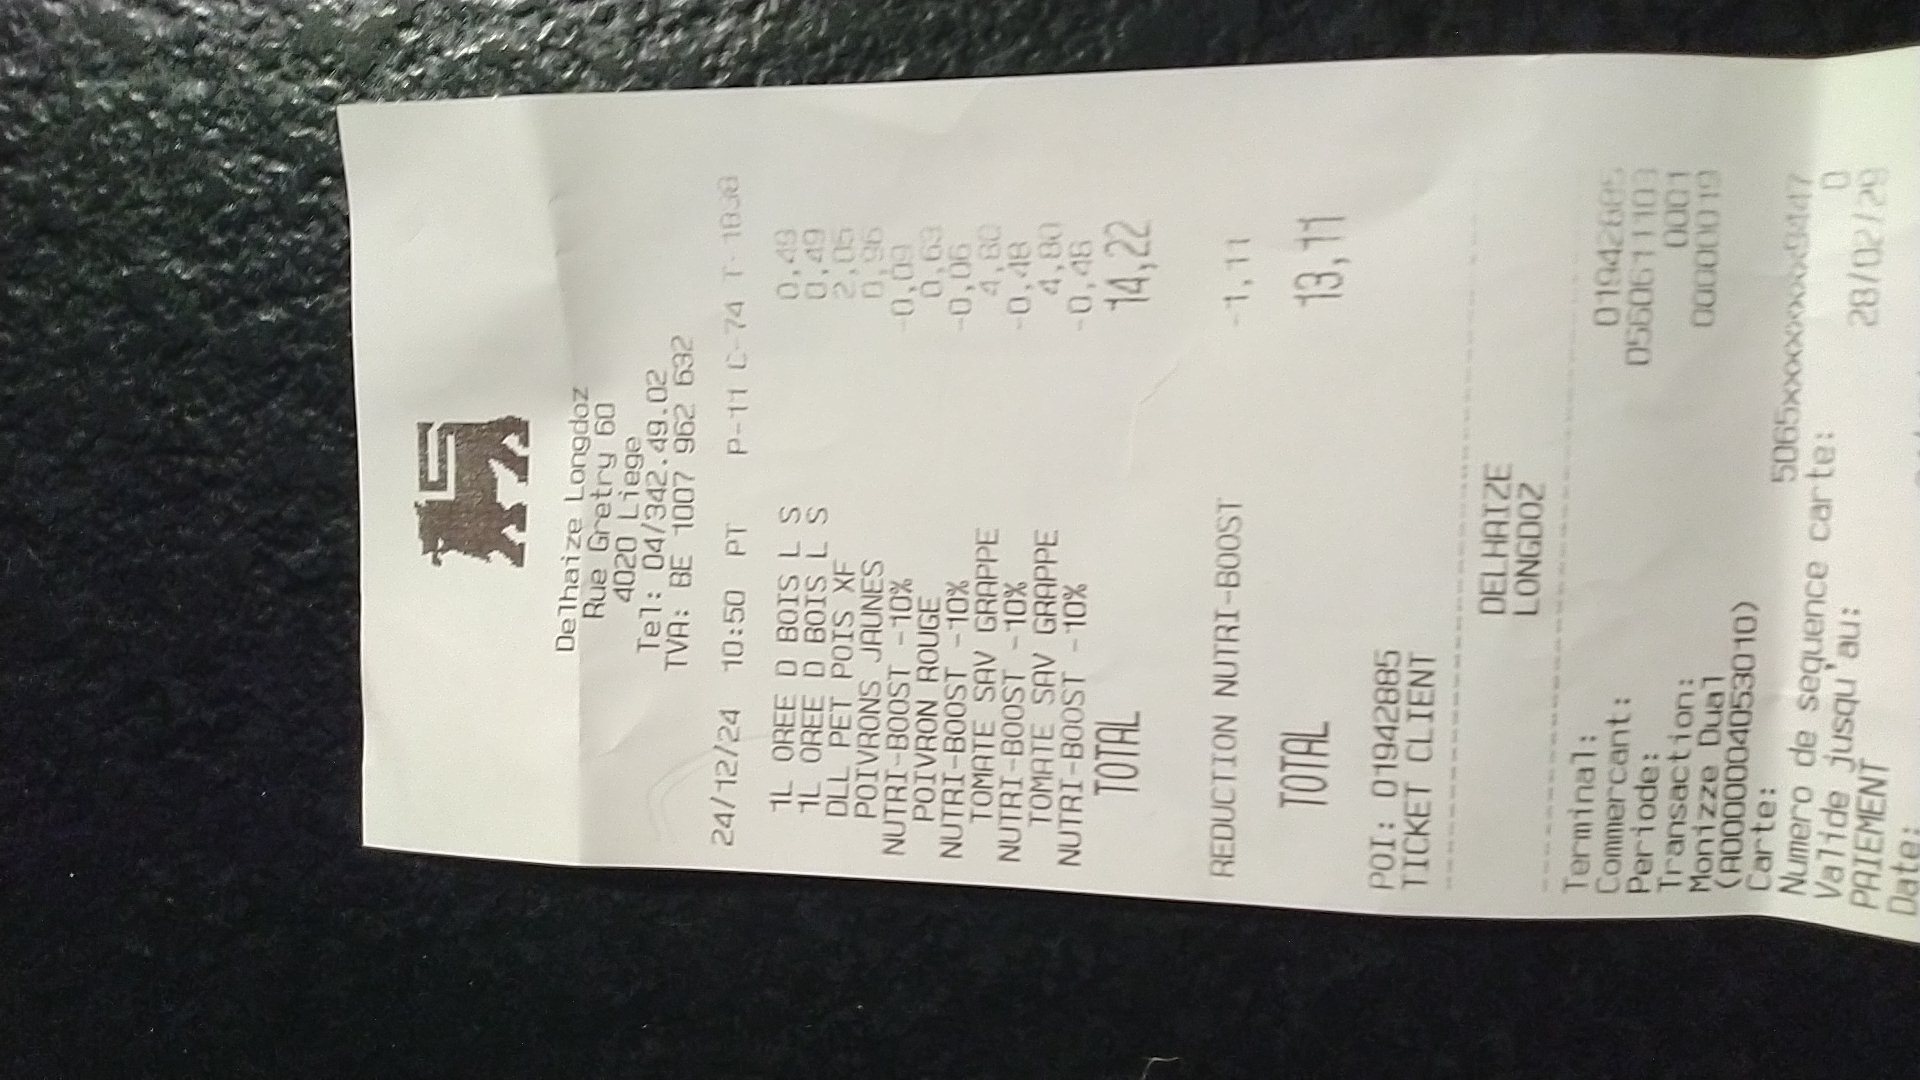 Delhaize Longdoz
Rue Gretry 60
4020 Liege
Tel: 04/342.49.02
TVA: BE 1007 962 632
24/12/24 10:50 PT P-11 C-74 T-1838
1L OREE D BOIS L S 0,49
1L OREE D BOIS L S 0,49
DLL PET POIS XF 2,05
POIVRONS JAUNES 0,96
NUTRI-BOOST -10% -0,09
POIVRON ROUGE 0,63
NUTRI-BOOST -10% -0,06
TOMATE SAV GRAPPE 4,80
NUTRI-BOOST -10% -0,48
TOMATE SAV GRAPPE 4,80
NUTRI-BOOST -10% -0,48
TOTAL 14,22
REDUCTION NUTRI-BOOST -1,11
TOTAL 13,11
POI: 01942885
TICKET CLIENT
DELHAIZE
LONGDOZ
Terminal: 01942885
Commercant: 0560611103
Periode: 0001
Transaction: 00000019
Monizze Dual
(A0000040053010)
Carte: 5065xxxxxxxxx9447
Numero de sequence carte: 0
Valide jusqu'au: 28/02/29
PAIEMENT
Date: